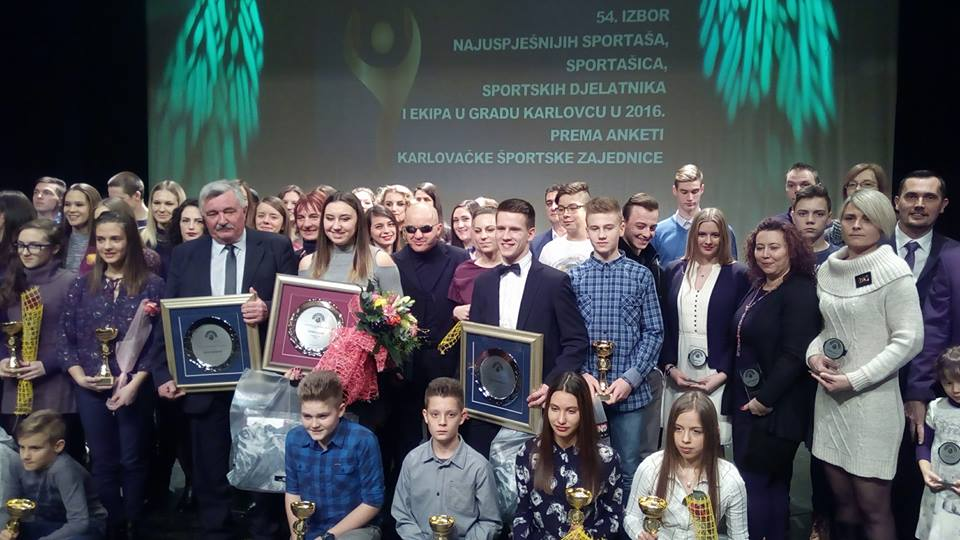 54. IZBOR
NAJUSPJEŠNIJIH SPORTAŠA,
SPORTAŠICA,
SPORTSKIH DJELATNIKA
I EKIPA U GRADU KARLOVCU U 2016.
PREMA ANKETI
KARLOVAČKE ŠPORTSKE ZAJEDNICE